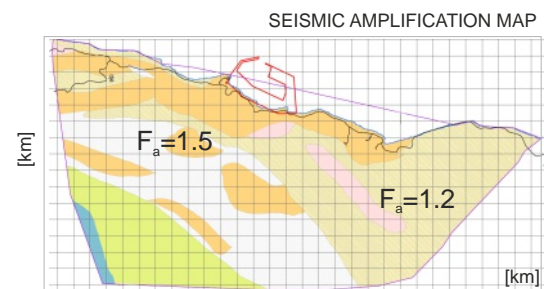 SEISMIC AMPLIFICATION MAP
[km]
Fa=1.5
Fa=1.2
[km]